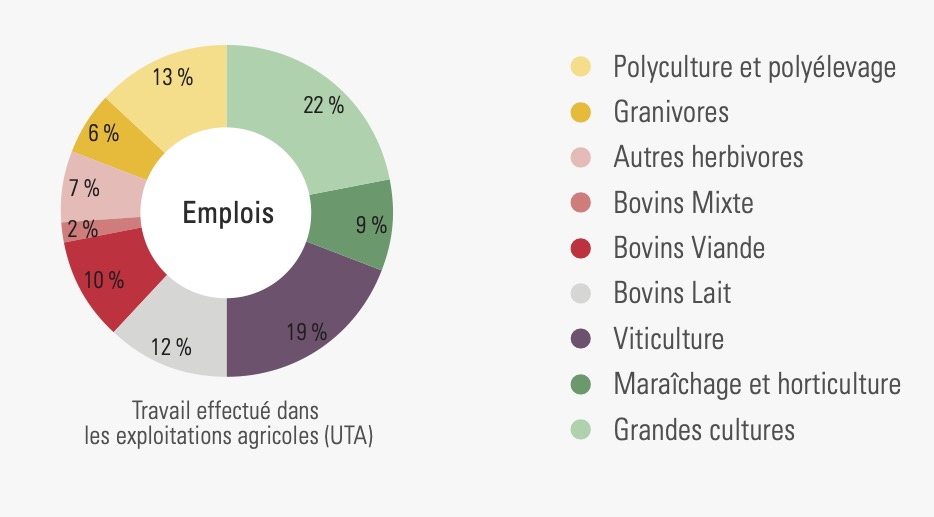 13 %
22 %
6 %
7 %
Emplois
9 %
2 %
10 %
19 %
12 %
Travail effectué dans
les exploitations agricoles (UTA)
Polyculture et polyélevage
Granivores
Autres herbivores
Bovins Mixte
Bovins Viande
Bovins Lait
Viticulture
Maraîchage et horticulture
Grandes cultures